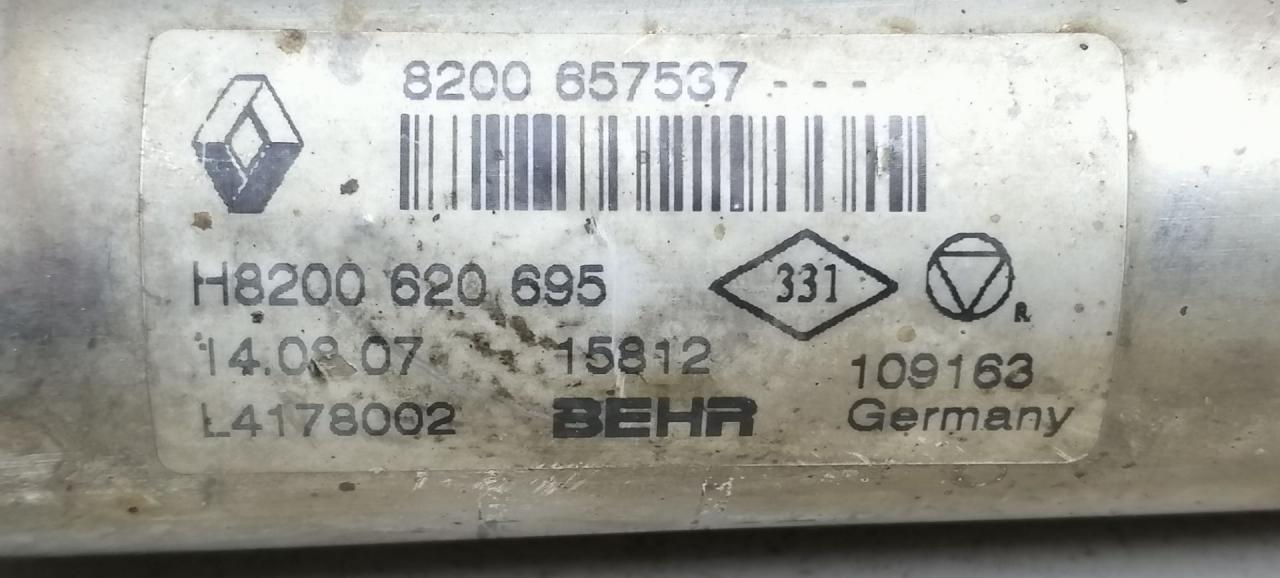 8200 657537 - - -
H8200 620 695
331
R
14.08.07 15812
109163
L4178002 BEHR
Germany